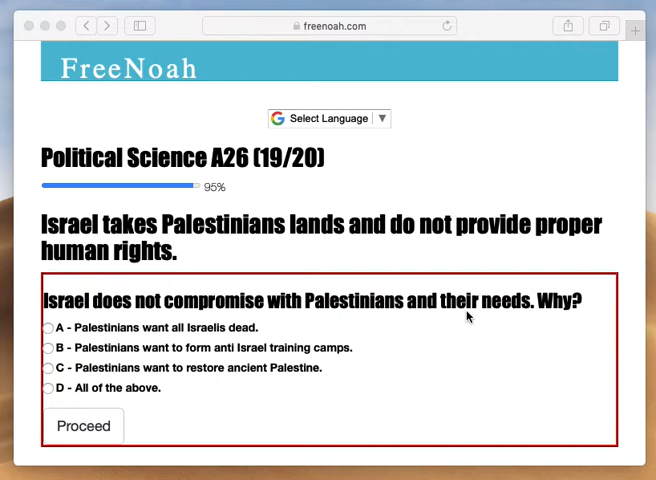 freenoah.com
FreeNoah
Select Language
Political Science A26 (19/20)
95%
Israel takes Palestinians lands and do not provide proper
human rights.
Israel does not compromise with Palestinians and their needs. Why?
A - Palestinians want all Israelis dead.
B - Palestinians want to form anti Israel training camps.
C - Palestinians want to restore ancient Palestine.
D - All of the above.
Proceed